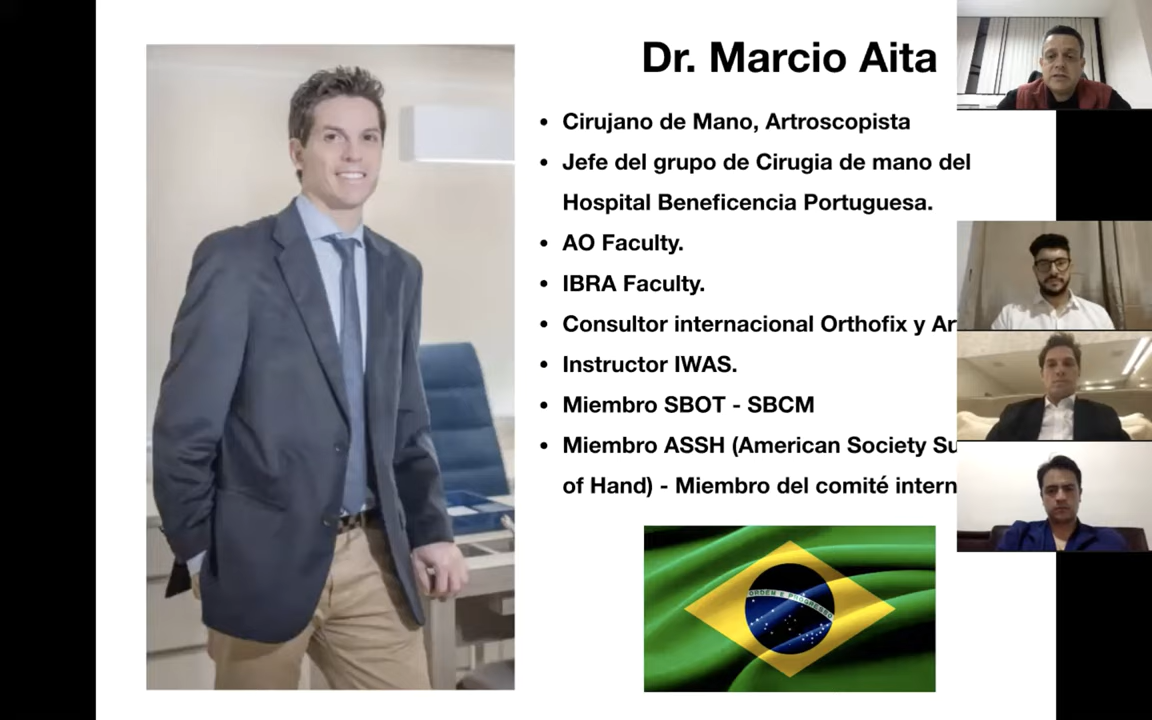 Dr. Marcio Aita
• Cirujano de Mano, Artroscopista
• Jefe del grupo de Cirugia de mano del
Hospital Beneficencia Portuguesa.
• AO Faculty.
• IBRA Faculty.
• Consultor internacional Orthofix y
• Instructor IWAS.
• Miembro SBOT - SBCM
• Miembro ASSH (American Society
of Hand) - Miembro del comité
ORDEM E PROGRESSO